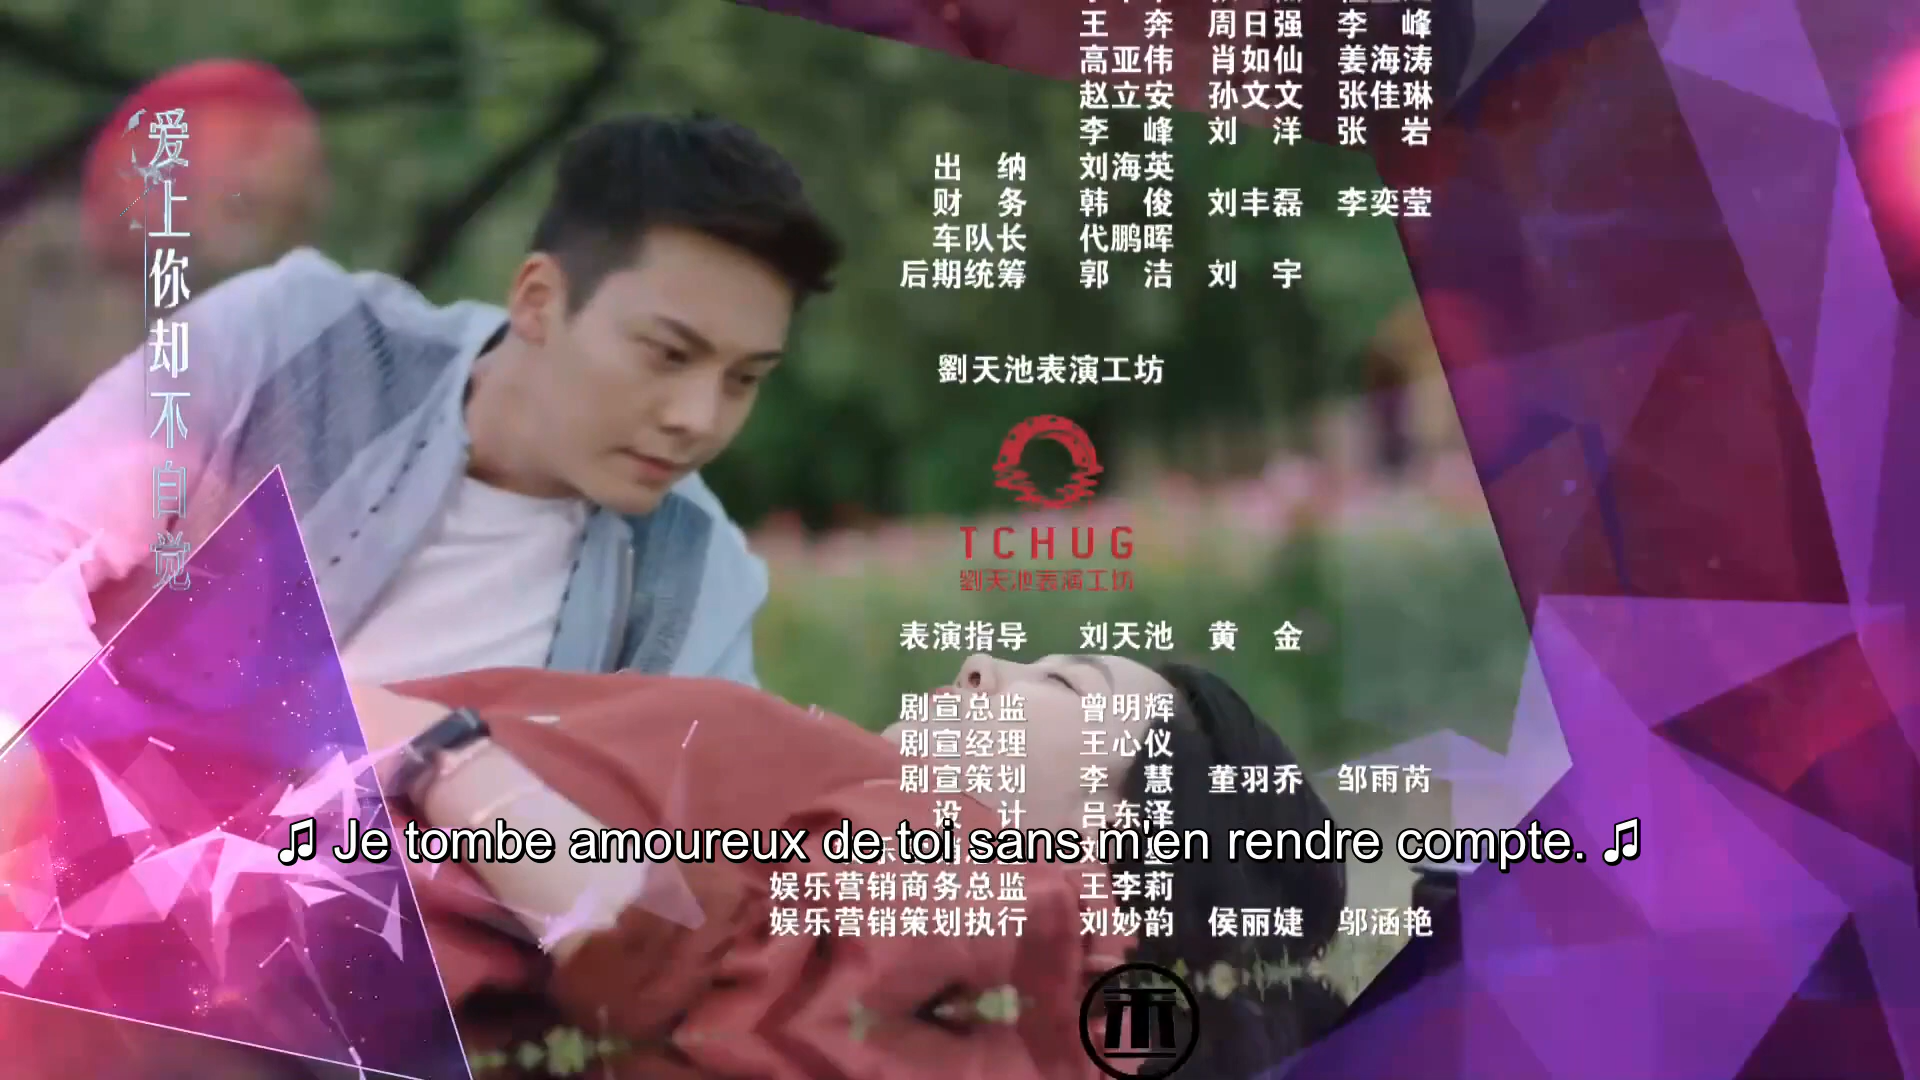 爱上你却不自觉
王 奔 周日强 李 峰
高亚伟 肖如仙 姜海涛
赵立安 孙文文 张佳琳
李 峰 刘 洋 张 岩
出 纳 刘海英
财 务 韩 俊 刘丰磊 李奕莹
车队长 代鹏晖
后期统筹 郭 洁 刘 宇
劉天池表演工坊
TCHUG
劉天池表演工坊
表演指导 刘天池 黄 金
剧宣总监 曾明辉
剧宣经理 王心仪
剧宣策划 李 慧 董羽乔 邹雨芮
设 计 吕东泽
♫ Je tombe amoureux de toi sans m'en rendre compte. ♫
娱乐营销商务总监 王李莉
娱乐营销策划执行 刘妙韵 侯丽婕 邬涵艳